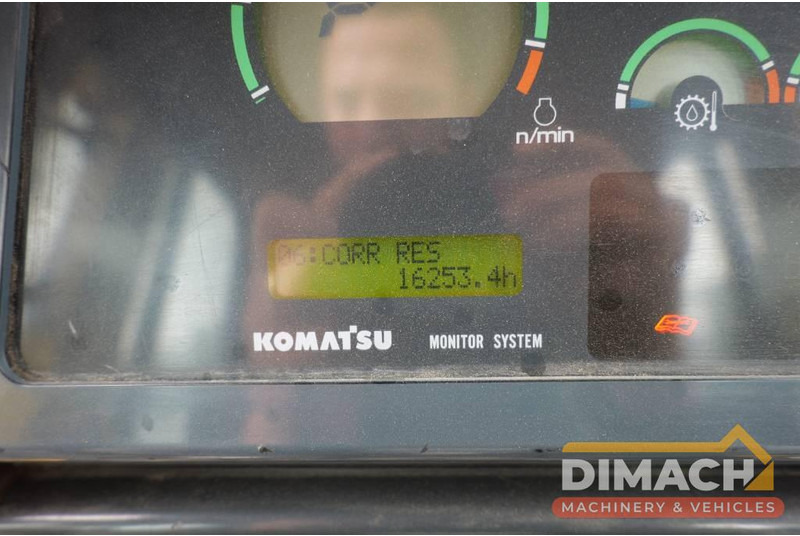 n/min
06:CORR RES
16253.4h
KOMATSU MONITOR SYSTEM
DIMACH
MACHINERY & VEHICLES